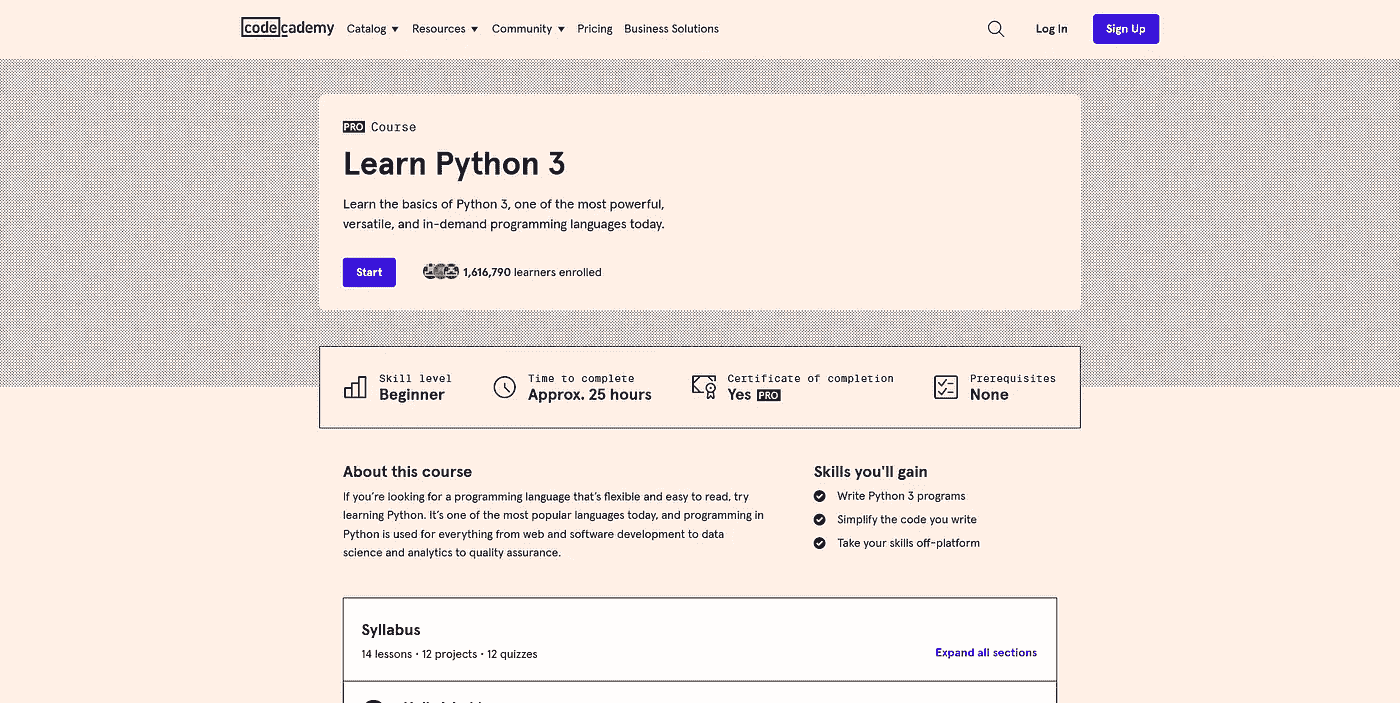 codecademy Catalog Resources Community Pricing Business Solutions Log In Sign Up
PRO Course
Learn Python 3
Learn the basics of Python 3, one of the most powerful,
versatile, and in-demand programming languages today.
Start 1,616,790 learners enrolled
Skill level
Beginner
Time to complete
Approx. 25 hours
Certificate of completion
Yes PRO
Prerequisites
None
About this course
If you're looking for a programming language that's flexible and easy to read, try
learning Python. It's one of the most popular languages today, and programming in
Python is used for everything from web and software development to data
science and analytics to quality assurance.
Skills you'll gain
Write Python 3 programs
Simplify the code you write
Take your skills off-platform
Syllabus
14 lessons • 12 projects • 12 quizzes
Expand all sections